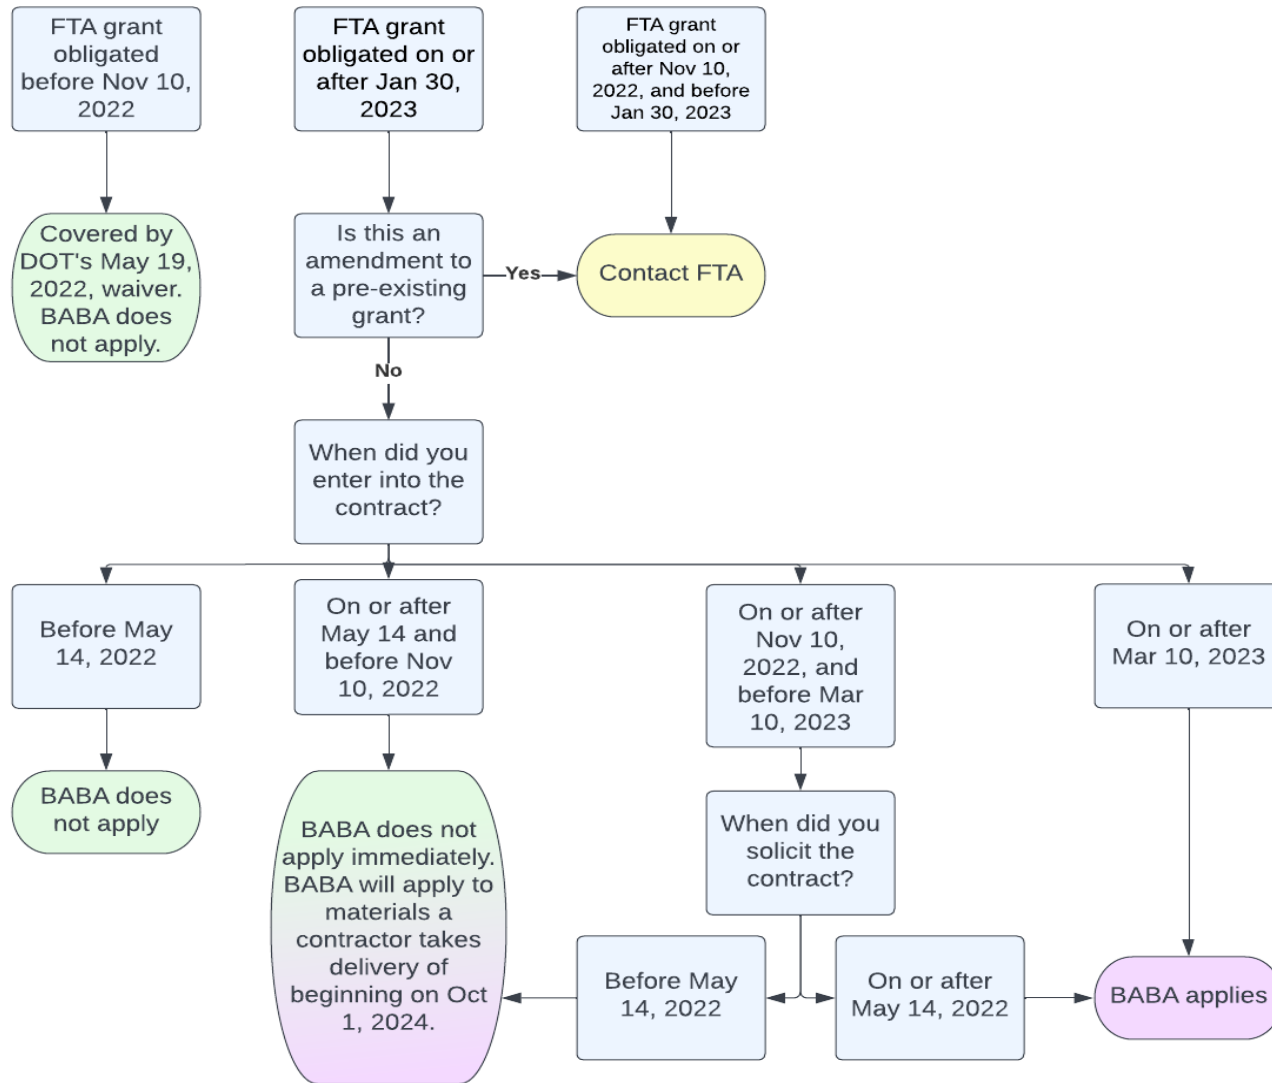 FTA grant
obligated
before Nov 10,
2022
FTA grant
obligated on or
after Jan 30,
2023
FTA grant
obligated on or
after Nov 10,
2022, and before
Jan 30, 2023
Covered by
DOT's May 19,
2022, waiver.
BABA does
not apply.
Is this an
amendment to
a pre-existing
grant?
Yes
Contact FTA
No
When did you
enter into the
contract?
Before May
14, 2022
On or after
May 14 and
before Nov
10, 2022
On or after
Nov 10,
2022, and
before Mar
10, 2023
On or after
Mar 10, 2023
BABA does
not apply
BABA does not
apply immediately.
BABA will apply to
materials a
contractor takes
delivery of
beginning on Oct
1, 2024.
When did you
solicit the
contract?
Before May
14, 2022
On or after
May 14, 2022
BABA applies